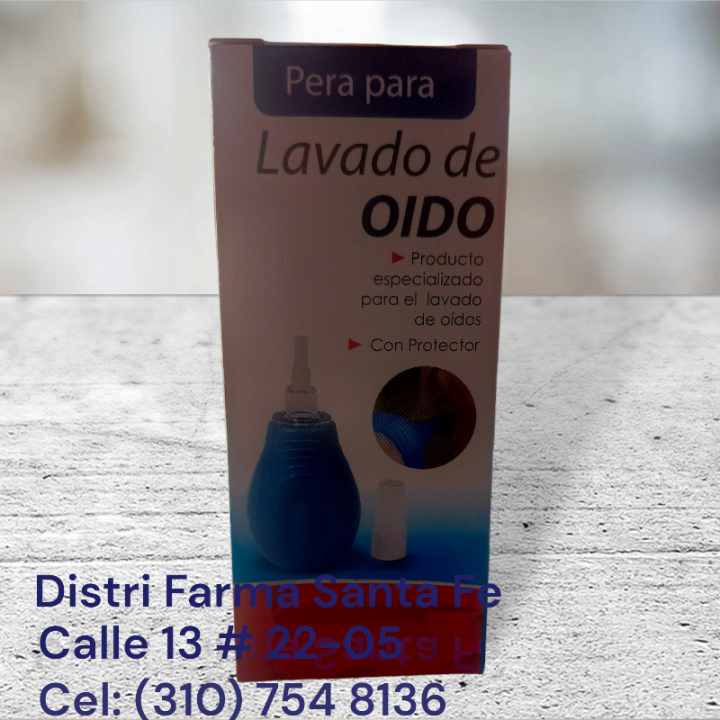 Pera para
Lavado de
OIDO
Producto
especializado
para el lavado
de oídos
Con Protector
Distri Farma Santa Fe
Calle 13 # 22-05
Cel: (310) 754 8136